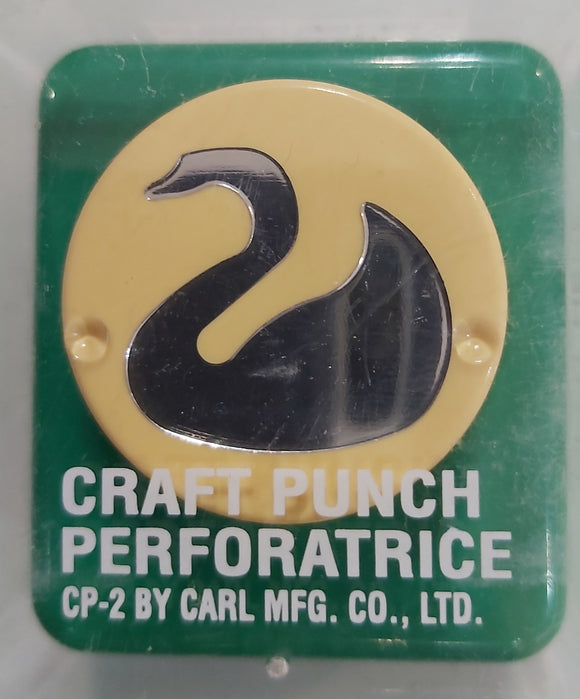 CRAFT PUNCH
PERFORATRICE
CP-2 BY CARL MFG. CO., LTD.